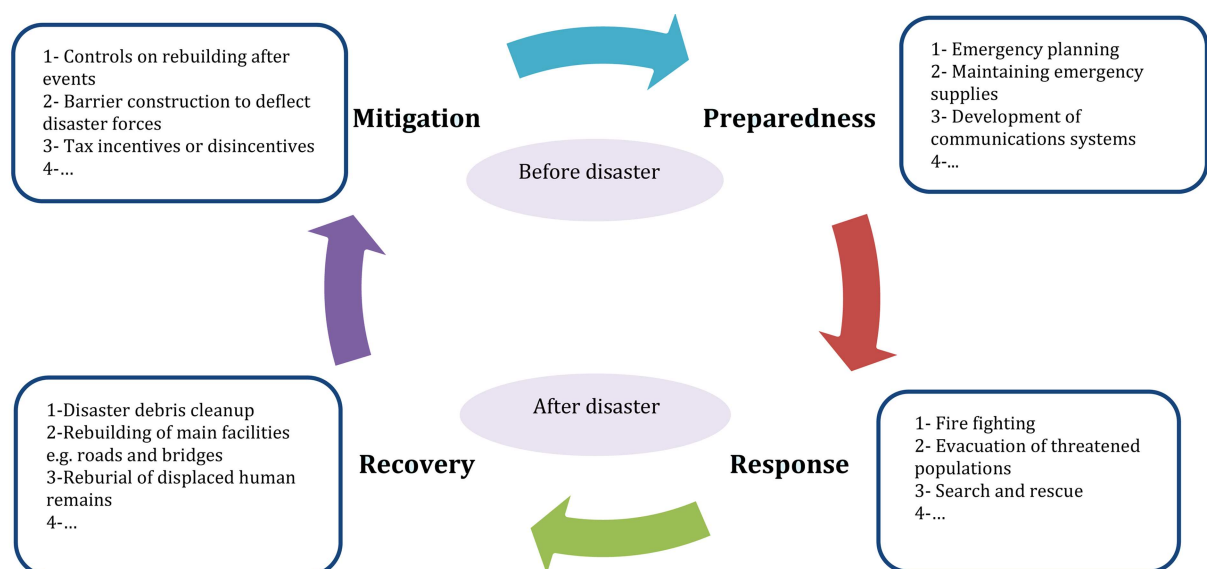 1- Controls on rebuilding after
events
2- Barrier construction to deflect
disaster forces
3- Tax incentives or disincentives
4-...
Mitigation
Before disaster
Preparedness
1- Emergency planning
2- Maintaining emergency
supplies
3- Development of
communications systems
4-...
1-Disaster debris cleanup
2-Rebuilding of main facilities
e.g. roads and bridges
3-Reburial of displaced human
remains
4-...
Recovery
After disaster
Response
1- Fire fighting
2- Evacuation of threatened
populations
3- Search and rescue
4-...